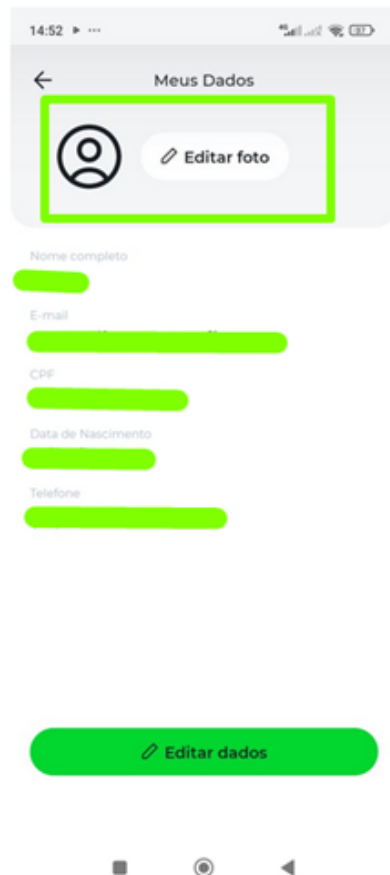 14:52
Meus Dados
Editar foto
Nome completo
E-mail
CPF
Data de Nascimento
Telefone
Editar dados